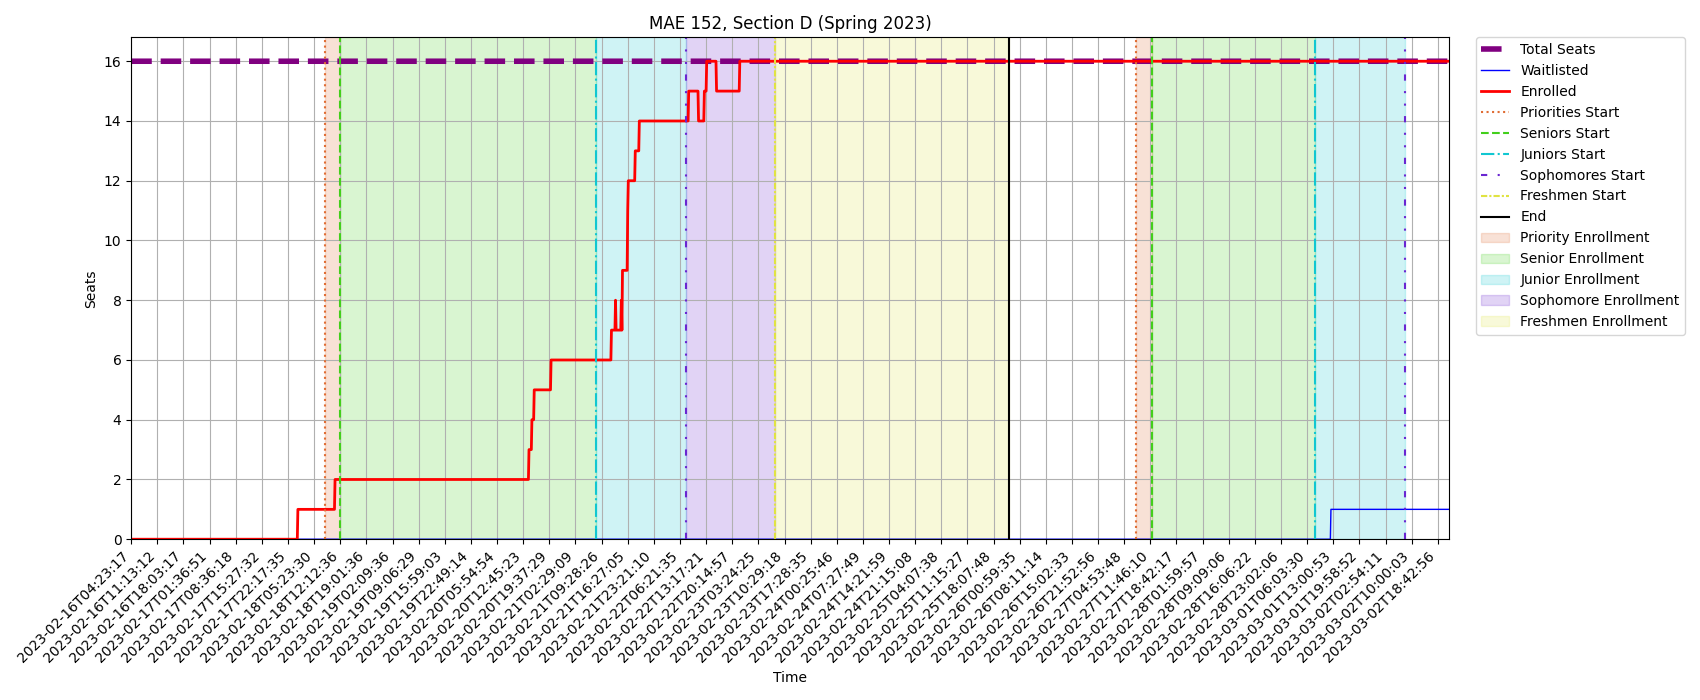 MAE 152, Section D (Spring 2023)
Seats
16
14
12
10
8
6
4
2
0
2023-02-16T04:23:17
2023-02-16T11:13:12
2023-02-16T18:03:17
2023-02-17T01:36:51
2023-02-17T08:36:18
2023-02-17T15:27:32
2023-02-17T22:17:35
2023-02-18T05:23:30
2023-02-18T12:12:36
2023-02-18T19:01:36
2023-02-19T02:09:36
2023-02-19T09:06:29
2023-02-19T15:59:03
2023-02-19T22:49:14
2023-02-20T05:54:54
2023-02-20T12:45:23
2023-02-20T19:37:29
2023-02-21T02:29:09
2023-02-21T09:28:26
2023-02-21T16:27:05
2023-02-21T23:21:10
2023-02-22T06:21:35
2023-02-22T13:17:21
2023-02-22T20:14:57
2023-02-23T03:24:25
2023-02-23T10:29:18
2023-02-23T17:28:35
2023-02-24T00:25:46
2023-02-24T07:27:49
2023-02-24T14:21:59
2023-02-24T21:15:08
2023-02-25T04:07:38
2023-02-25T11:15:27
2023-02-25T18:07:48
2023-02-26T00:59:35
2023-02-26T08:11:14
2023-02-26T15:02:33
2023-02-26T21:52:56
2023-02-27T04:53:48
2023-02-27T11:46:10
2023-02-27T18:42:17
2023-02-28T01:59:57
2023-02-28T09:09:06
2023-02-28T16:06:22
2023-02-28T23:02:06
2023-03-01T06:03:30
2023-03-01T13:00:53
2023-03-01T19:58:52
2023-03-02T02:54:11
2023-03-02T10:00:03
2023-03-02T18:42:56
Time
Total Seats
Waitlisted
Enrolled
Priorities Start
Seniors Start
Juniors Start
Sophomores Start
Freshmen Start
End
Priority Enrollment
Senior Enrollment
Junior Enrollment
Sophomore Enrollment
Freshmen Enrollment